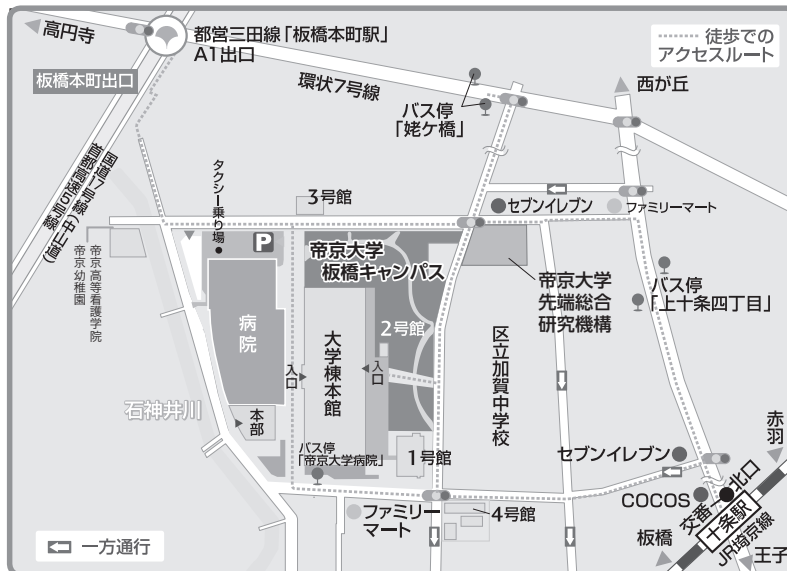 高円寺
都営三田線「板橋本町駅」
A1出口
徒歩での
アクセスルート
板橋本町出口
環状7号線
西が丘
バス停
「姥ケ橋」
国道17号線(中山道)
首都高速5号線
タクシー乗り場
3号館
セブンイレブン
ファミリーマート
P
帝京大学
板橋キャンパス
帝京高等看護学院
帝京幼稚園
帝京大学
先端総合
研究機構
バス停
「上十条四丁目」
病院
2号館
大学棟本館
入口
入口
区立加賀中学校
石神井川
本部
バス停
「帝京大学病院」
1号館
セブンイレブン
赤羽
ファミリー
マート
4号館
COCOS
交番
北口
十条駅
JR埼京線
板橋
王子
一方通行